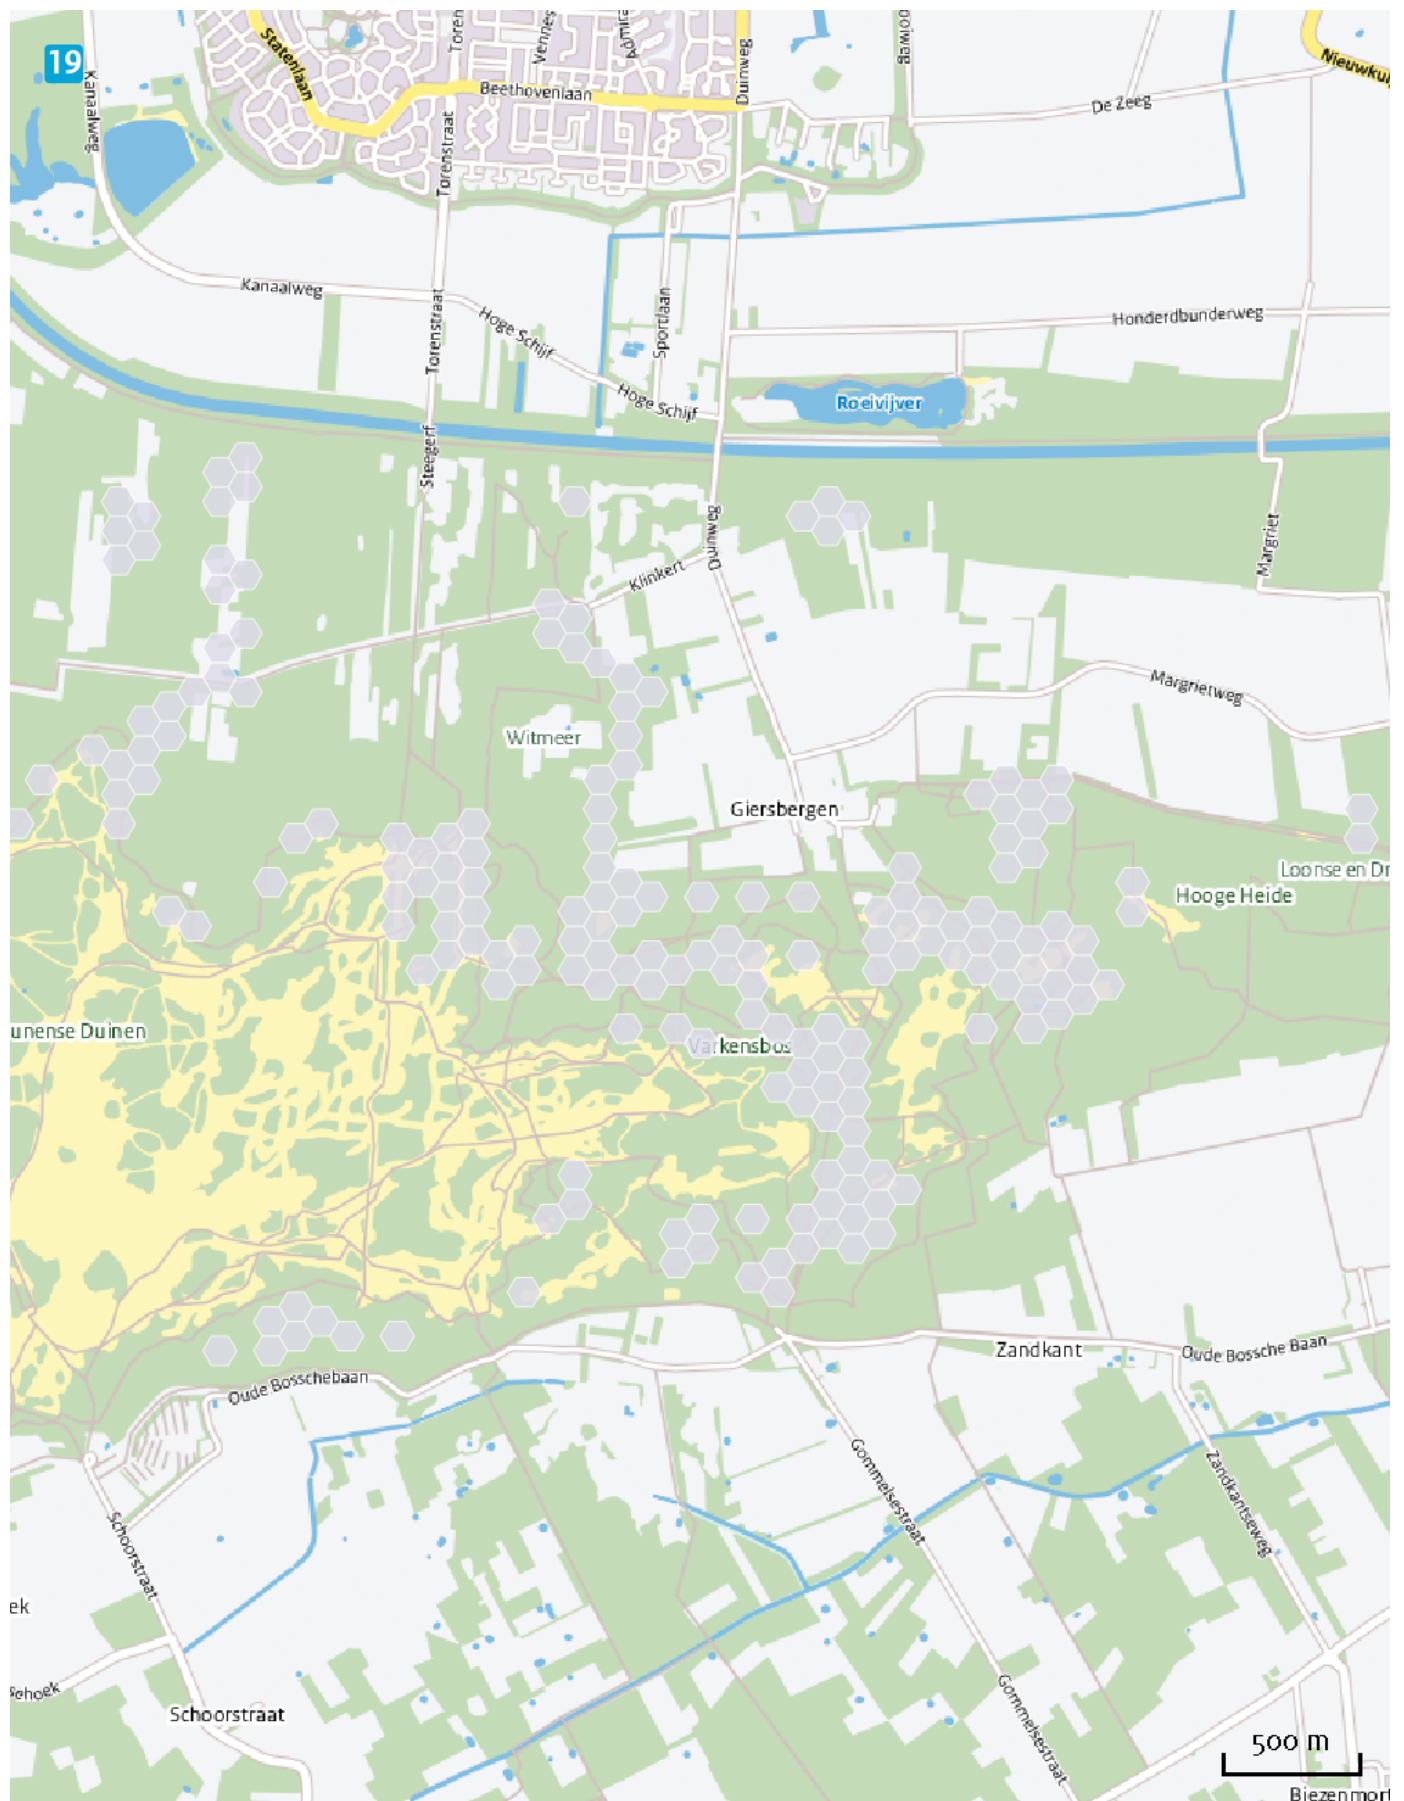 19
Kanaalweg
Statenlaan
Toren
Vennes
Beethovenlaan
Duinweg
De Zeeg
Torenstraat
Kanaalweg
Torenstraat
Hoge Schijf
Sportlaan
Hoge Schijf
Honderdbunderweg
Roeivijver
Steegerf
Duinweg
Klinkert
Margriet
Margrietweg
Witmeer
Giersbergen
Loonse en Dr
Hooge Heide
unense Duinen
Varkensbos
Zandkant
Oude Bossche Baan
Oude Bosschebaan
Gommelsestraat
Zandkantseweg
Schoorstraat
ek
ehoek
Schoorstraat
Gommelsestraat
500 m
Biezenmort